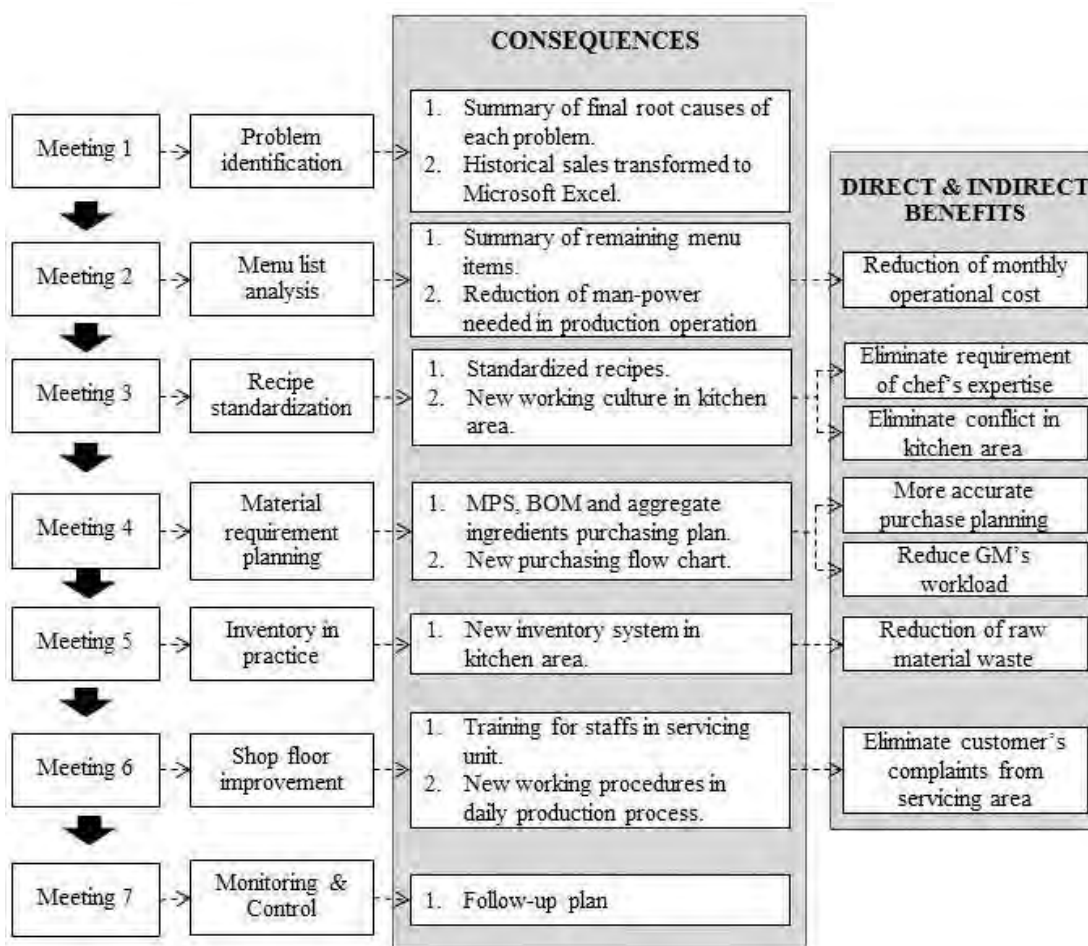 CONSEQUENCES
Meeting 1
Problem
identification
1. Summary of final root causes of
each problem.
2. Historical sales transformed to
Microsoft Excel.
DIRECT & INDIRECT
BENEFITS
Meeting 2
Menu list
analysis
1. Summary of remaining menu
items.
2. Reduction of man-power
needed in production operation
Reduction of monthly
operational cost
Meeting 3
Recipe
standardization
1. Standardized recipes.
2. New working culture in kitchen
area.
Eliminate requirement
of chef's expertise
Eliminate conflict in
kitchen area
Meeting 4
Material
requirement
planning
1. MPS, BOM and aggregate
ingredients purchasing plan.
2. New purchasing flow chart.
More accurate
purchase planning
Reduce GM's
workload
Meeting 5
Inventory in
practice
1. New inventory system in
kitchen area.
Reduction of raw
material waste
Meeting 6
Shop floor
improvement
1. Training for staffs in servicing
unit.
2. New working procedures in
daily production process.
Eliminate customer's
complaints from
servicing area
Meeting 7
Monitoring &
Control
1. Follow-up plan